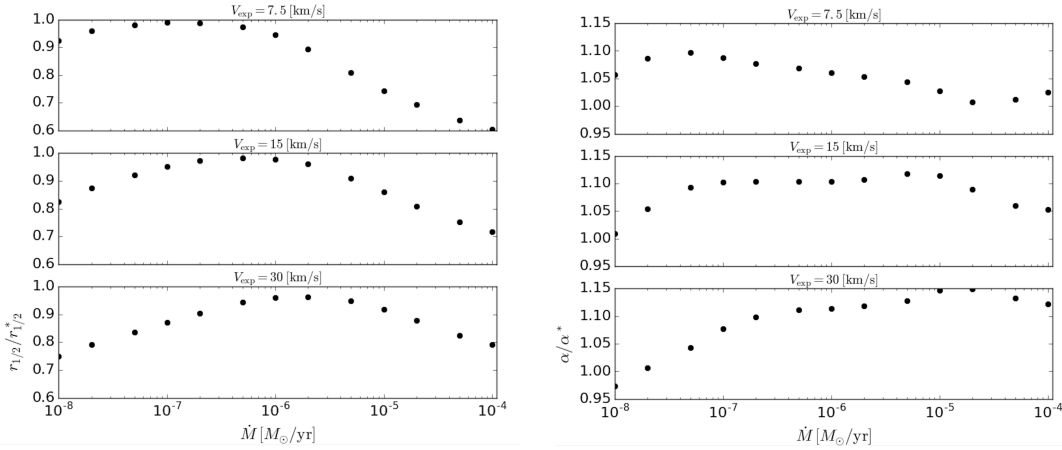 V_exp = 7.5 [km/s]
1.0
0.9
0.8
0.7
0.6
V_exp = 15 [km/s]
1.0
0.9
0.8
0.7
0.6
V_exp = 30 [km/s]
1.0
0.9
0.8
0.7
0.6
r_1/2/r*_1/2
10^-8 10^-7 10^-6 10^-5 10^-4
Ṁ [M_⊙/yr]
V_exp = 7.5 [km/s]
1.15
1.10
1.05
1.00
0.95
V_exp = 15 [km/s]
1.15
1.10
1.05
1.00
0.95
V_exp = 30 [km/s]
1.15
1.10
1.05
1.00
0.95
α/α*
10^-8 10^-7 10^-6 10^-5 10^-4
Ṁ [M_⊙/yr]